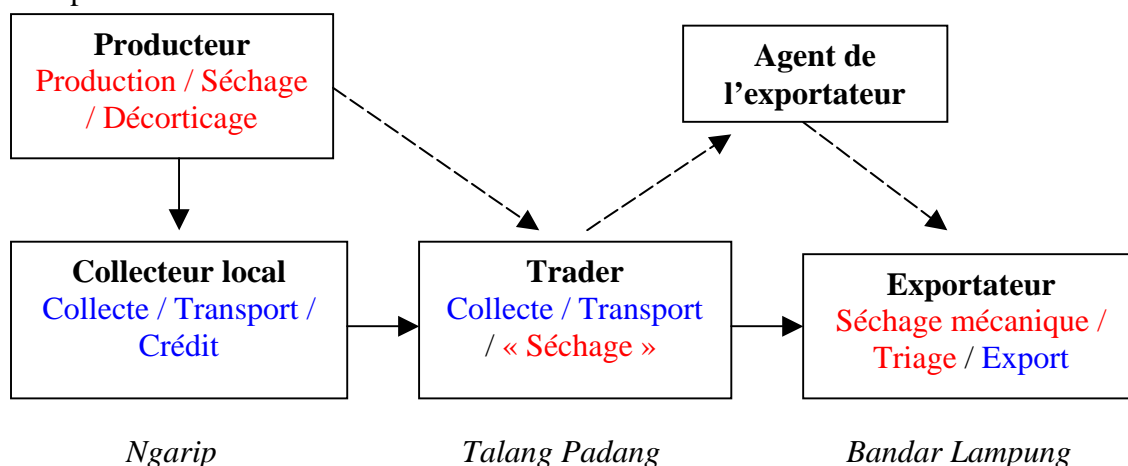 Producteur
Production / Séchage
/ Décorticage
Agent de
l’exportateur
Collecteur local
Collecte / Transport /
Crédit
Trader
Collecte / Transport
/ « Séchage »
Exportateur
Séchage mécanique /
Triage / Export
Ngarip
Talang Padang
Bandar Lampung